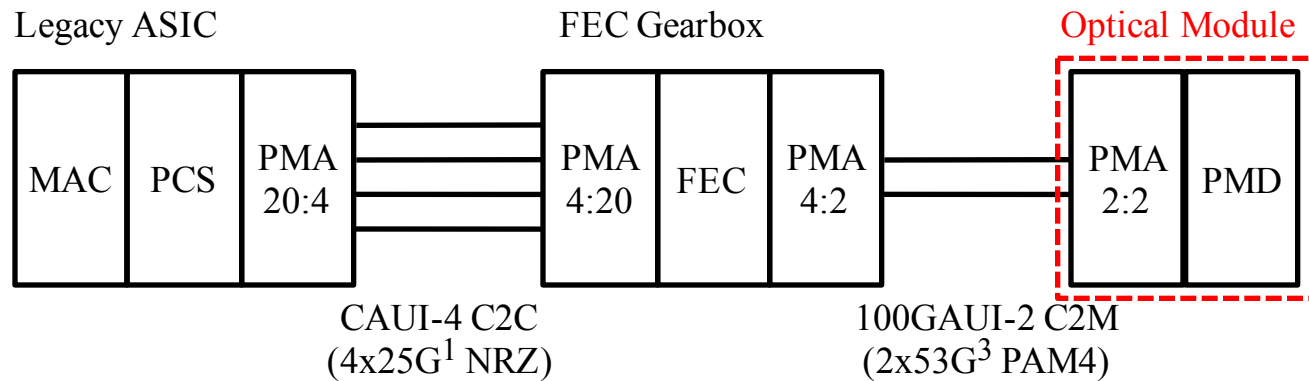 Legacy ASIC
FEC Gearbox
Optical Module
MAC
PCS
PMA
20:4
PMA
4:20
FEC
PMA
4:2
PMA
2:2
PMD
CAUI-4 C2C
(4x25G¹ NRZ)
100GAUI-2 C2M
(2x53G³ PAM4)